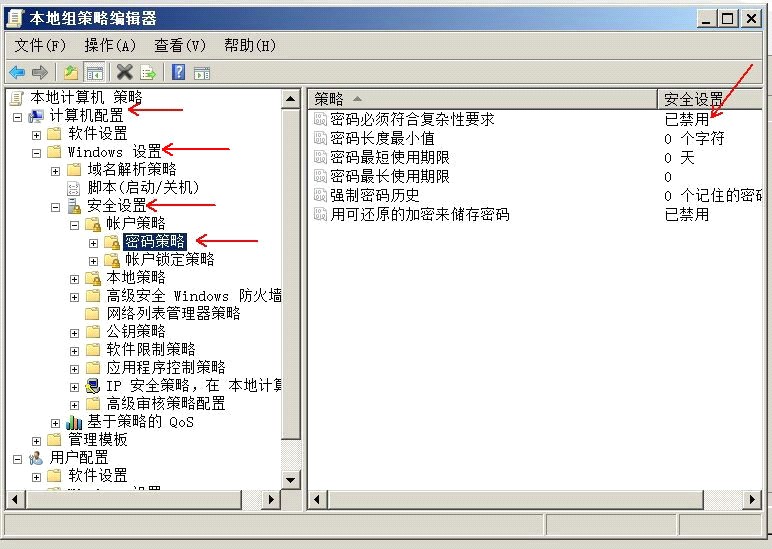 本地组策略编辑器
文件(F) 操作(A) 查看(V) 帮助(H)
本地计算机 策略
计算机配置
软件设置
Windows 设置
域名解析策略
脚本(启动/关机)
安全设置
帐户策略
密码策略
帐户锁定策略
本地策略
高级安全 Windows 防火墙
网络列表管理器策略
公钥策略
软件限制策略
应用程序控制策略
IP 安全策略，在 本地计算
高级审核策略配置
基于策略的 QoS
管理模板
用户配置
软件设置
Windows 设置
策略 安全设置
密码必须符合复杂性要求 已禁用
密码长度最小值 0 个字符
密码最短使用期限 0 天
密码最长使用期限 0
强制密码历史 0 个记住的密码
用可还原的加密来储存密码 已禁用